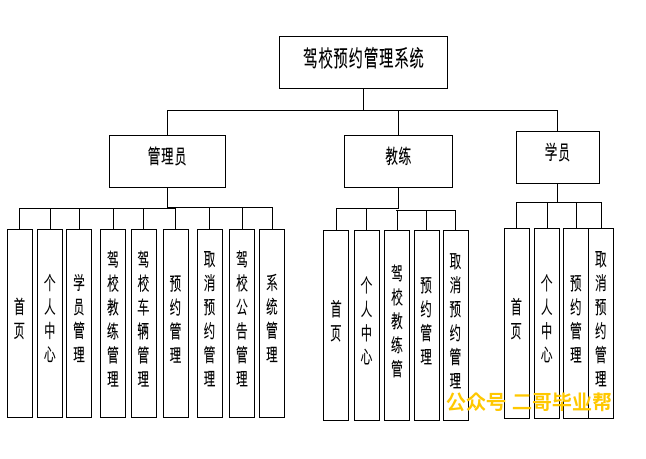 驾校预约管理系统
管理员
教练
学员
首页
个人中心
学员管理
驾校教练管理
驾校车辆管理
预约管理
取消预约管理
驾校公告管理
系统管理
首页
个人中心
驾校教练管
预约管理
取消预约管理
首页
个人中心
预约管理
取消预约管理
公众号 二哥毕业帮